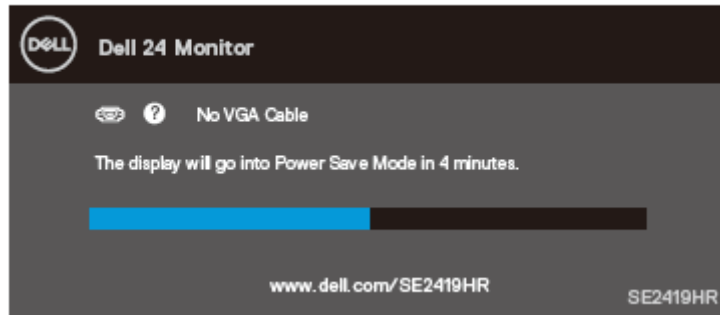 DELL
Dell 24 Monitor
? No VGA Cable
The display will go into Power Save Mode in 4 minutes.
www.dell.com/SE2419HR
SE2419HR